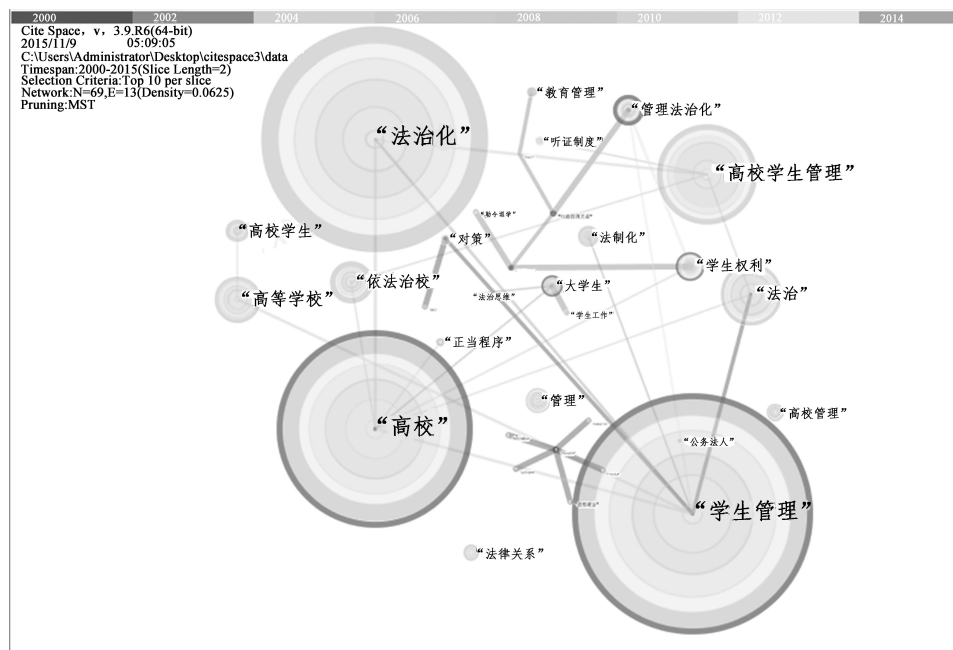 2000 2002 2004 2006 2008 2010 2012 2014
Cite Space，v，3.9.R6(64-bit)
2015/11/9 05:09:05
C:\Users\Administrator\Desktop\citespace3\data
Timespan:2000-2015(Slice Length=2)
Selection Criteria:Top 10 per slice
Network:N=69,E=13(Density=0.0625)
Pruning:MST
“教育管理”
“管理法治化”
“法治化”
“听证制度”
“高校学生管理”
“勒令退学”
“高校学生”
“对策”
“法制化”
“学生权利”
“依法治校”
“大学生”
“法治”
“高等学校”
“法治思维”
“学生工作”
“正当程序”
“管理”
“高校管理”
“高校”
“公务法人”
“学生管理”
“法律关系”